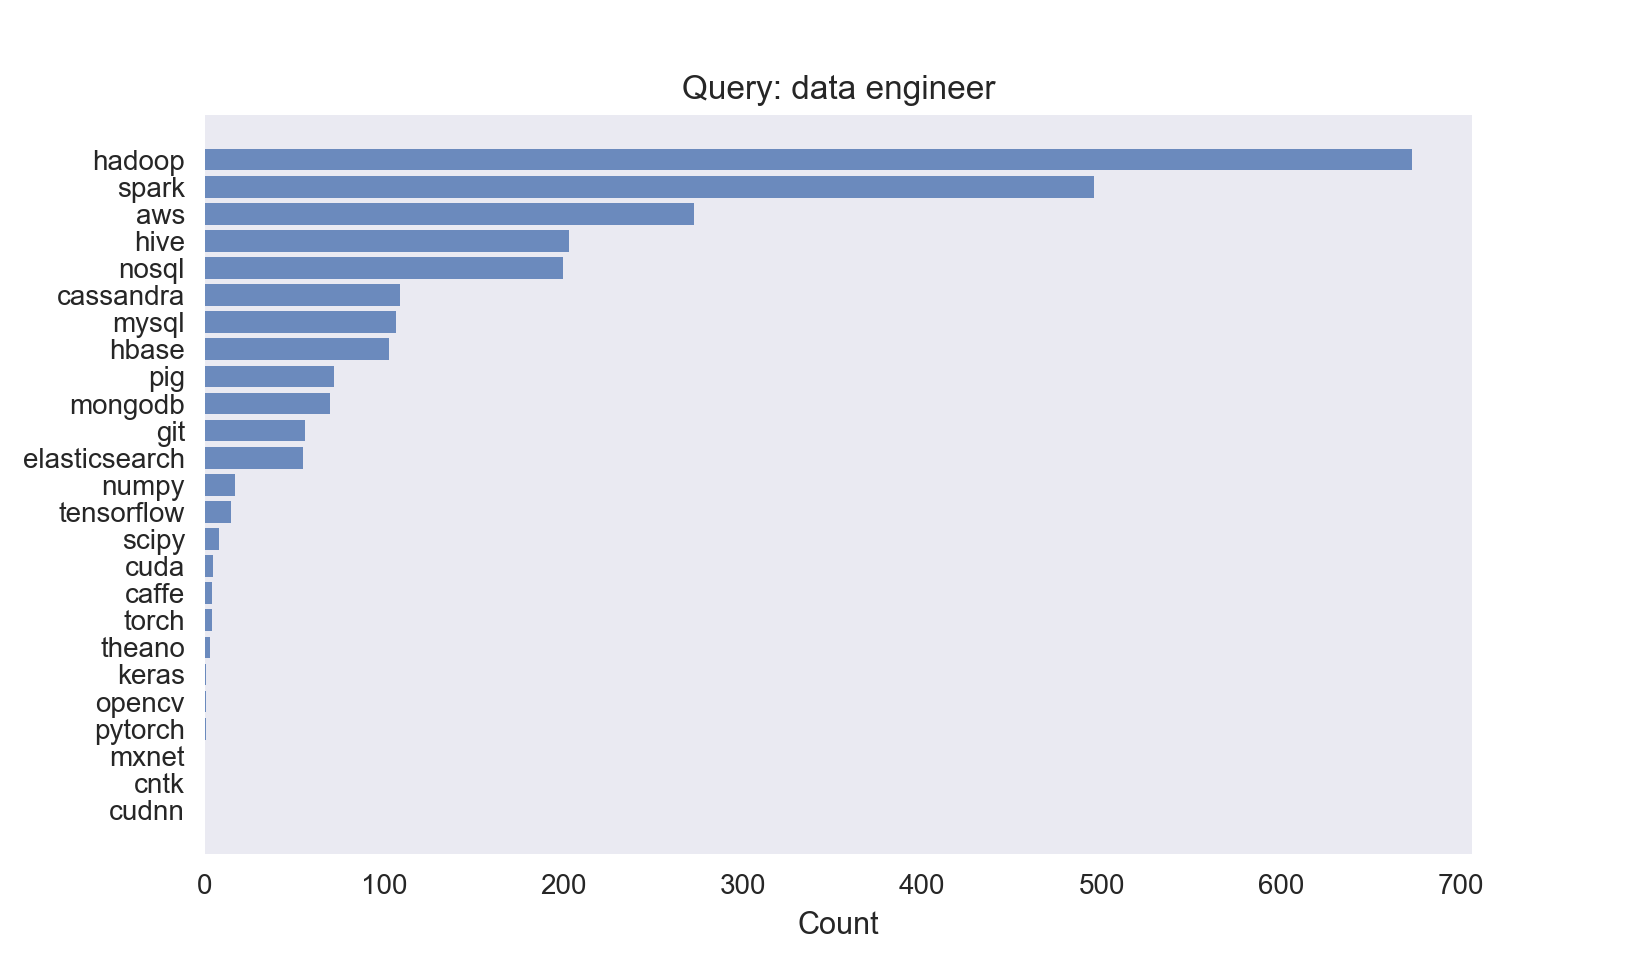 Query: data engineer
hadoop
spark
aws
hive
nosql
cassandra
mysql
hbase
pig
mongodb
git
elasticsearch
numpy
tensorflow
scipy
cuda
caffe
torch
theano
keras
opencv
pytorch
mxnet
cntk
cudnn
0 100 200 300 400 500 600 700
Count